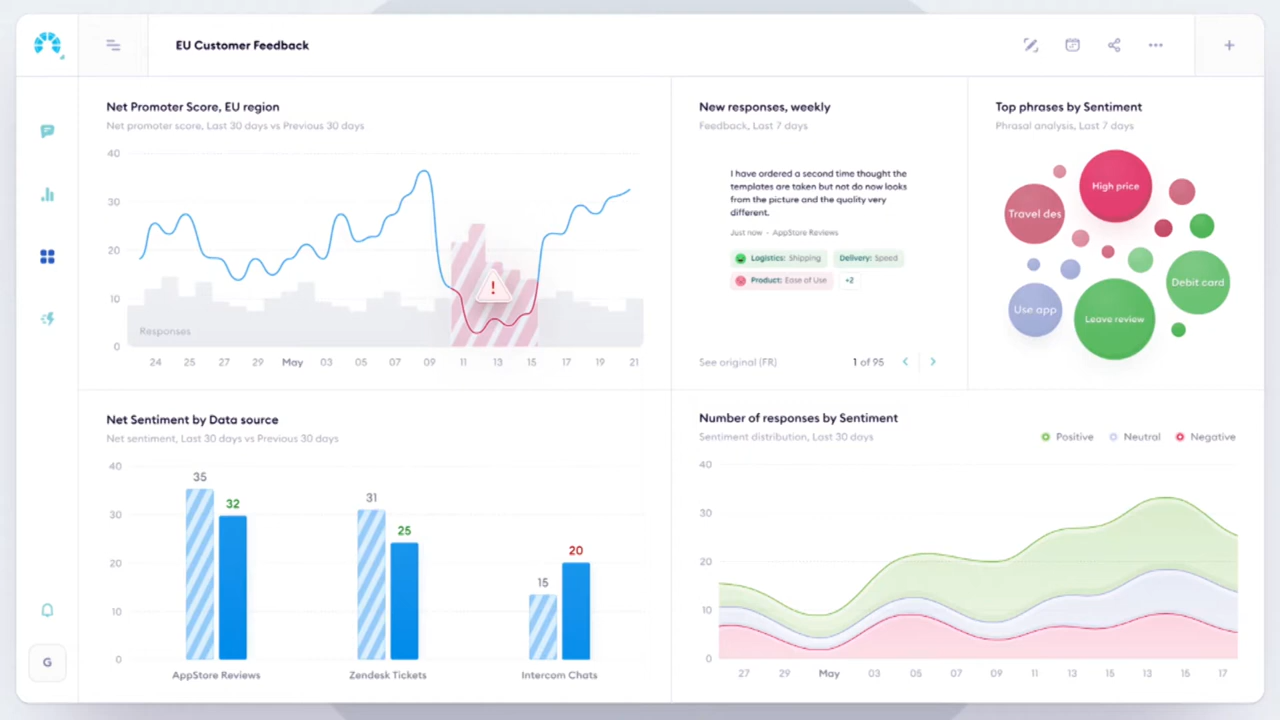 EU Customer Feedback
Net Promoter Score, EU region
Net promoter score, Last 30 days vs Previous 30 days
40
30
20
10
0
Responses
24 25 27 29 May 03 05 07 09 11 13 15 17 19 21
New responses, weekly
Feedback, Last 7 days
I have ordered a second time thought the
templates are taken but not do now looks
from the picture and the quality very
different.
Just now - AppStore Reviews
Logistics: Shipping Delivery: Speed
Product: Ease of Use +2
See original (FR) 1 of 95
Top phrases by Sentiment
Phrasal analysis, Last 7 days
High price
Travel des
Debit card
Use app
Leave review
Net Sentiment by Data source
Net sentiment, Last 30 days vs Previous 30 days
40
30
20
10
0
35 32
31 25
15 20
AppStore Reviews Zendesk Tickets Intercom Chats
G
Number of responses by Sentiment
Sentiment distribution, Last 30 days
Positive Neutral Negative
40
30
20
10
0
27 29 May 03 05 07 09 11 13 15 13 15 17